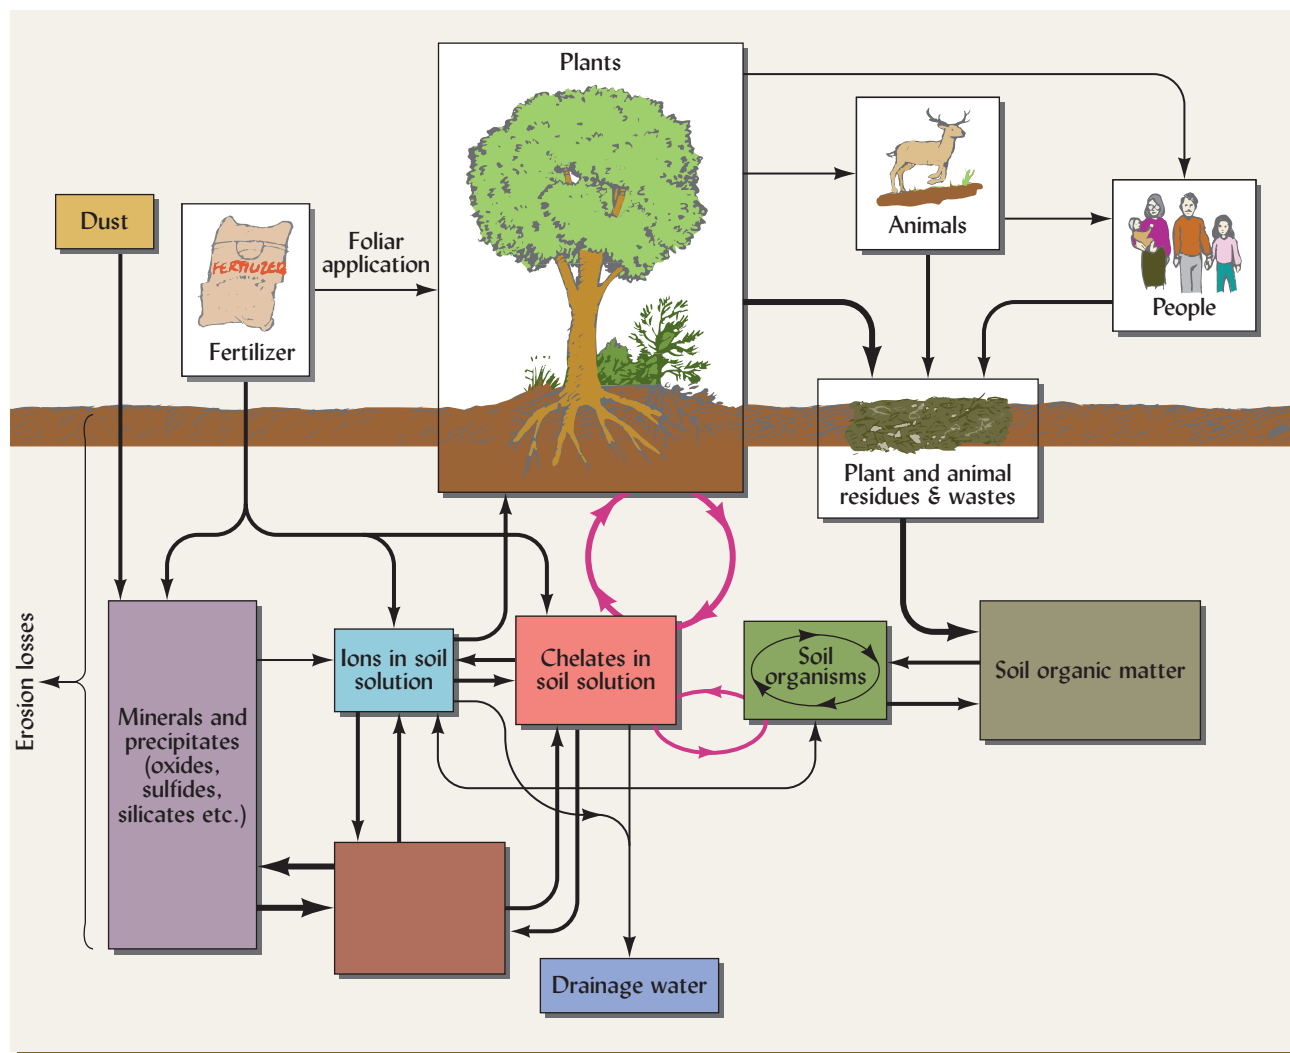 Plants
Dust
Foliar
application
FERTILIZER
Fertilizer
Animals
People
Plant and animal
residues & wastes
Erosion losses
Minerals and
precipitates
(oxides,
sulfides,
silicates etc.)
Ions in soil
solution
Chelates in
soil solution
Soil
organisms
Soil organic matter
Drainage water